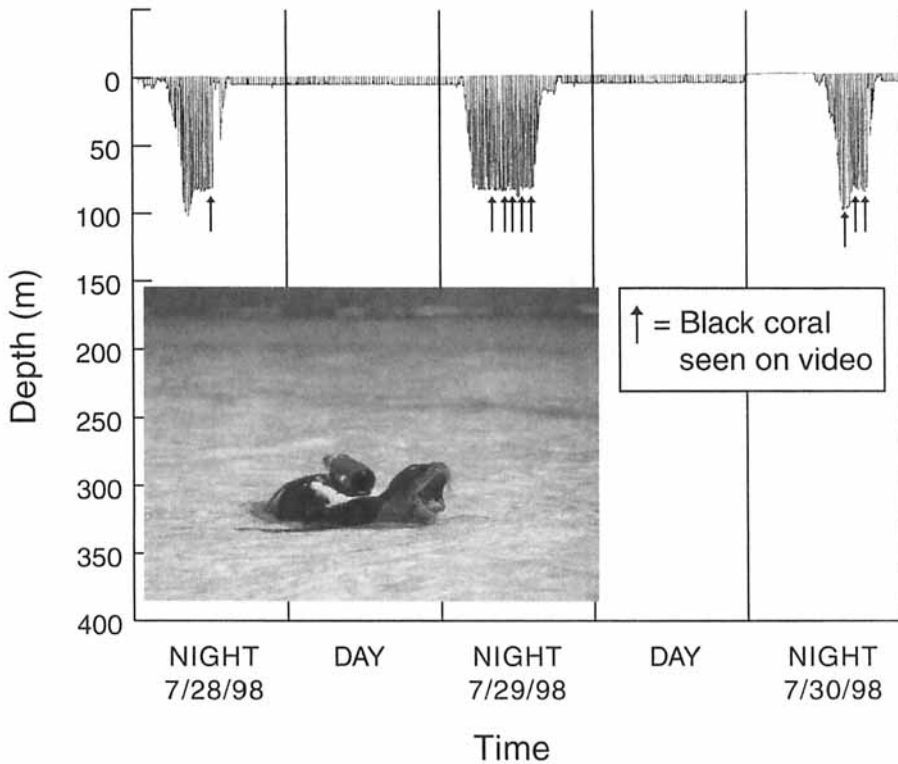 0
50
100
150
200
250
300
350
400
Depth (m)
= Black coral
seen on video
NIGHT DAY NIGHT DAY NIGHT
7/28/98 7/29/98 7/30/98
Time